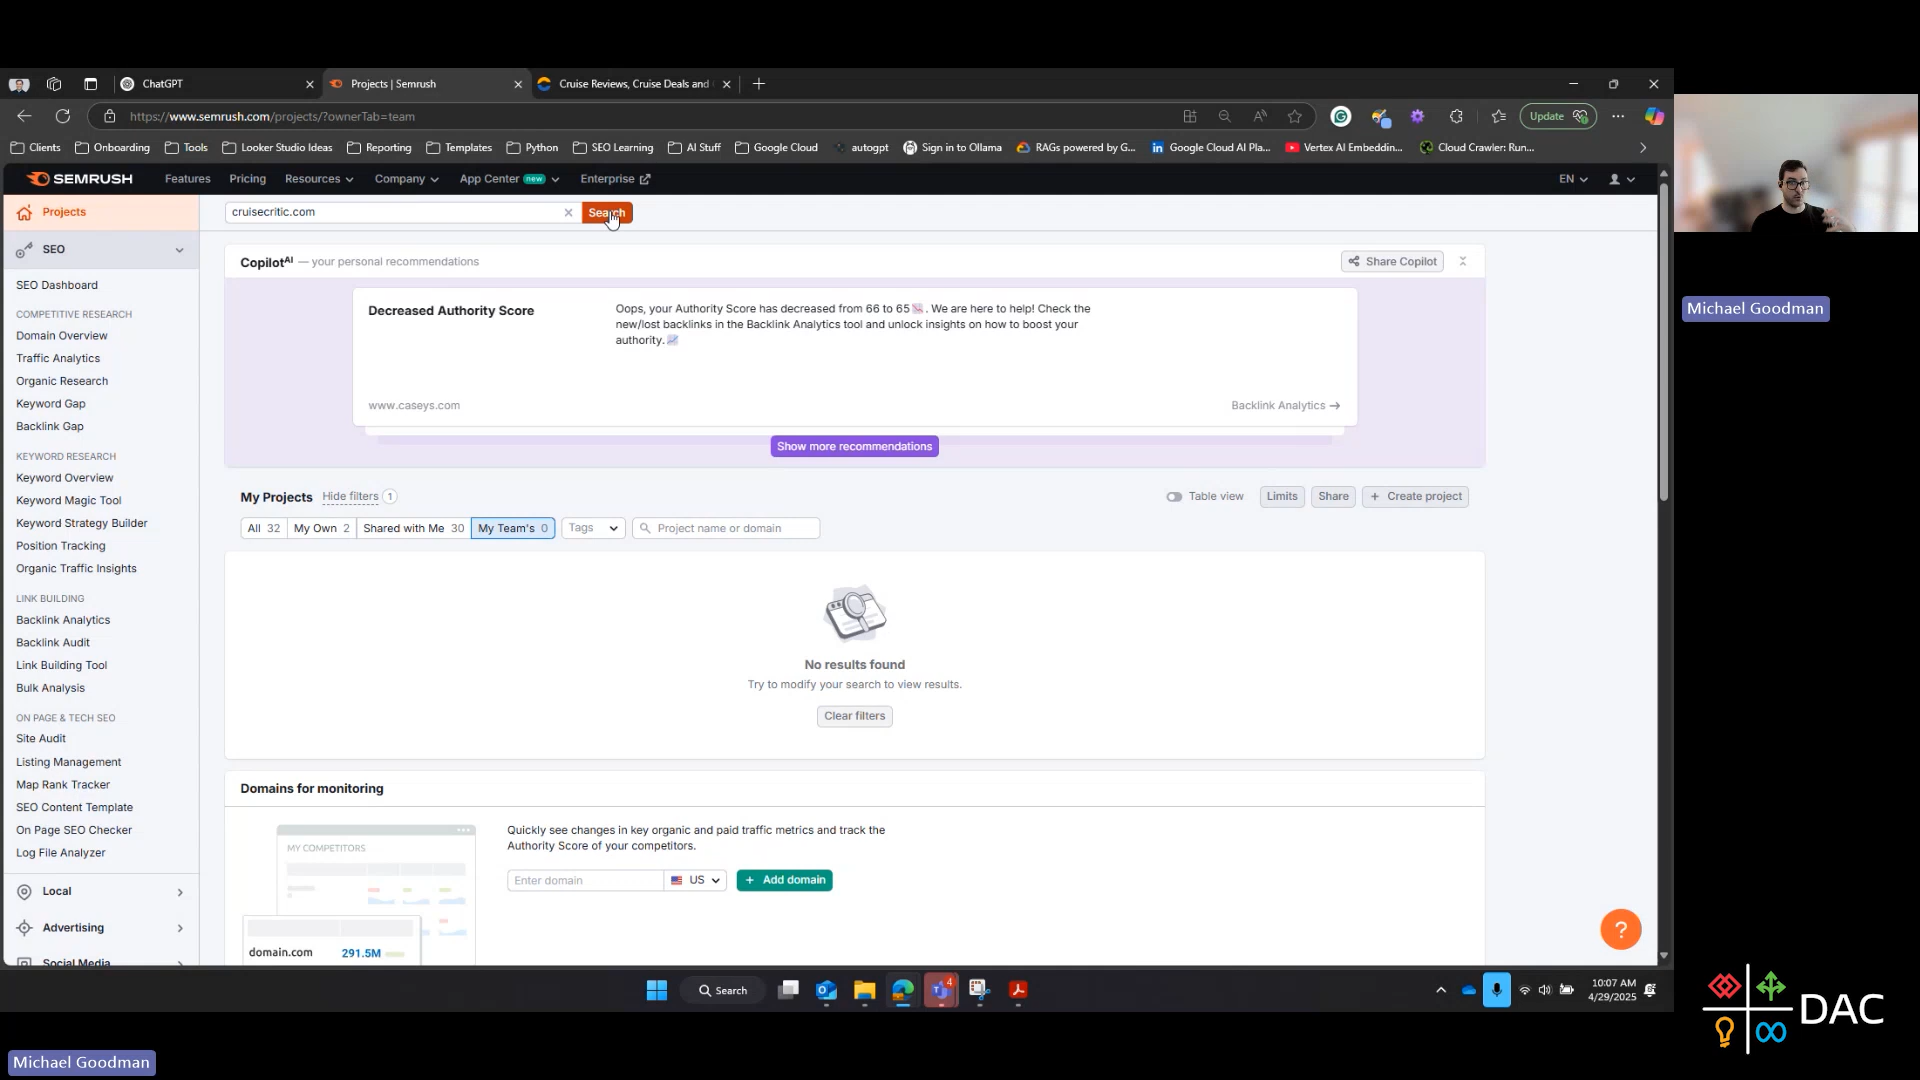 ChatGPT
Projects | Semrush
Cruise Reviews, Cruise Deals and
https://www.semrush.com/projects/?ownerTab=team
Update
Clients
Onboarding
Tools
Looker Studio Ideas
Reporting
Templates
Python
SEO Learning
AI Stuff
Google Cloud
autogpt
Sign in to Ollama
RAGs powered by G...
Google Cloud AI Pla...
Vertex AI Embeddin...
Cloud Crawler: Run...
SEMRUSH
Features
Pricing
Resources
Company
App Center new
Enterprise
EN
Projects
cruisecritic.com
Search
SEO
SEO Dashboard
COMPETITIVE RESEARCH
Domain Overview
Traffic Analytics
Organic Research
Keyword Gap
Backlink Gap
KEYWORD RESEARCH
Keyword Overview
Keyword Magic Tool
Keyword Strategy Builder
Position Tracking
Organic Traffic Insights
LINK BUILDING
Backlink Analytics
Backlink Audit
Link Building Tool
Bulk Analysis
ON PAGE & TECH SEO
Site Audit
Listing Management
Map Rank Tracker
SEO Content Template
On Page SEO Checker
Log File Analyzer
Local
Advertising
Social Media
Copilot AI — your personal recommendations
Share Copilot
Decreased Authority Score
Oops, your Authority Score has decreased from 66 to 65 . We are here to help! Check the
new/lost backlinks in the Backlink Analytics tool and unlock insights on how to boost your
authority.
www.caseys.com
Backlink Analytics →
Show more recommendations
My Projects
Hide filters 1
Table view
Limits
Share
+ Create project
All 32
My Own 2
Shared with Me 30
My Team's 0
Tags
Project name or domain
No results found
Try to modify your search to view results.
Clear filters
Domains for monitoring
MY COMPETITORS
domain.com 291.5M
Quickly see changes in key organic and paid traffic metrics and track the
Authority Score of your competitors.
Enter domain
US
+ Add domain
?
Search
4
10:07 AM
4/29/2025
Michael Goodman
DAC
Michael Goodman